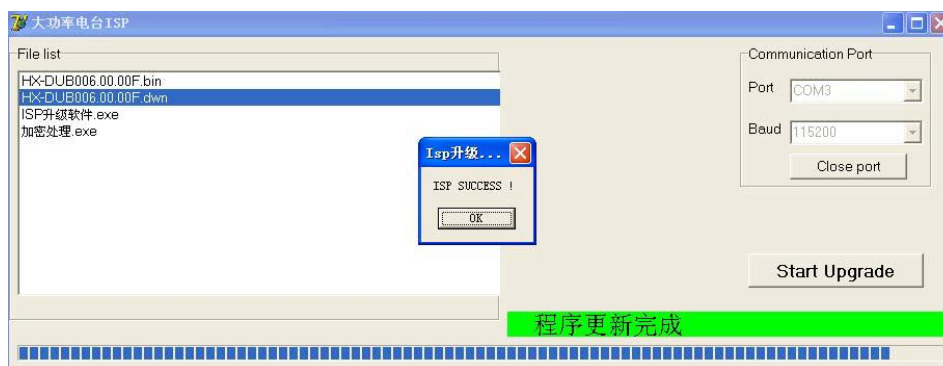 大功率电台ISP
File list
HX-DUB006.00.00F.bin
HX-DUB006.00.00F.dwn
ISP升级软件.exe
加密处理.exe
Communication Port
Port COM3
Baud 115200
Close port
Isp升级...
ISP SUCCESS !
OK
Start Upgrade
程序更新完成